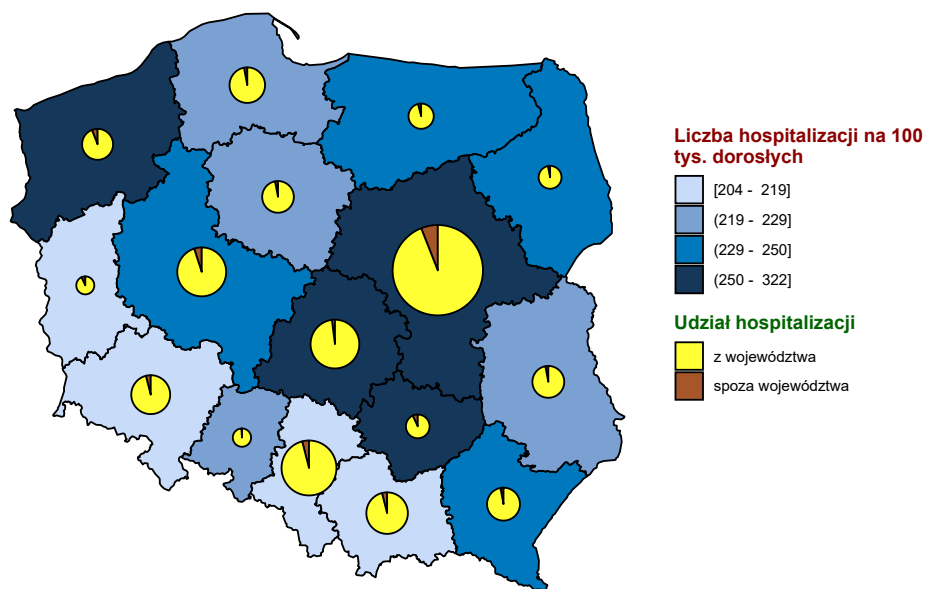 Liczba hospitalizacji na 100
tys. dorosłych
[204 - 219]
(219 - 229]
(229 - 250]
(250 - 322]
Udział hospitalizacji
z województwa
spoza województwa